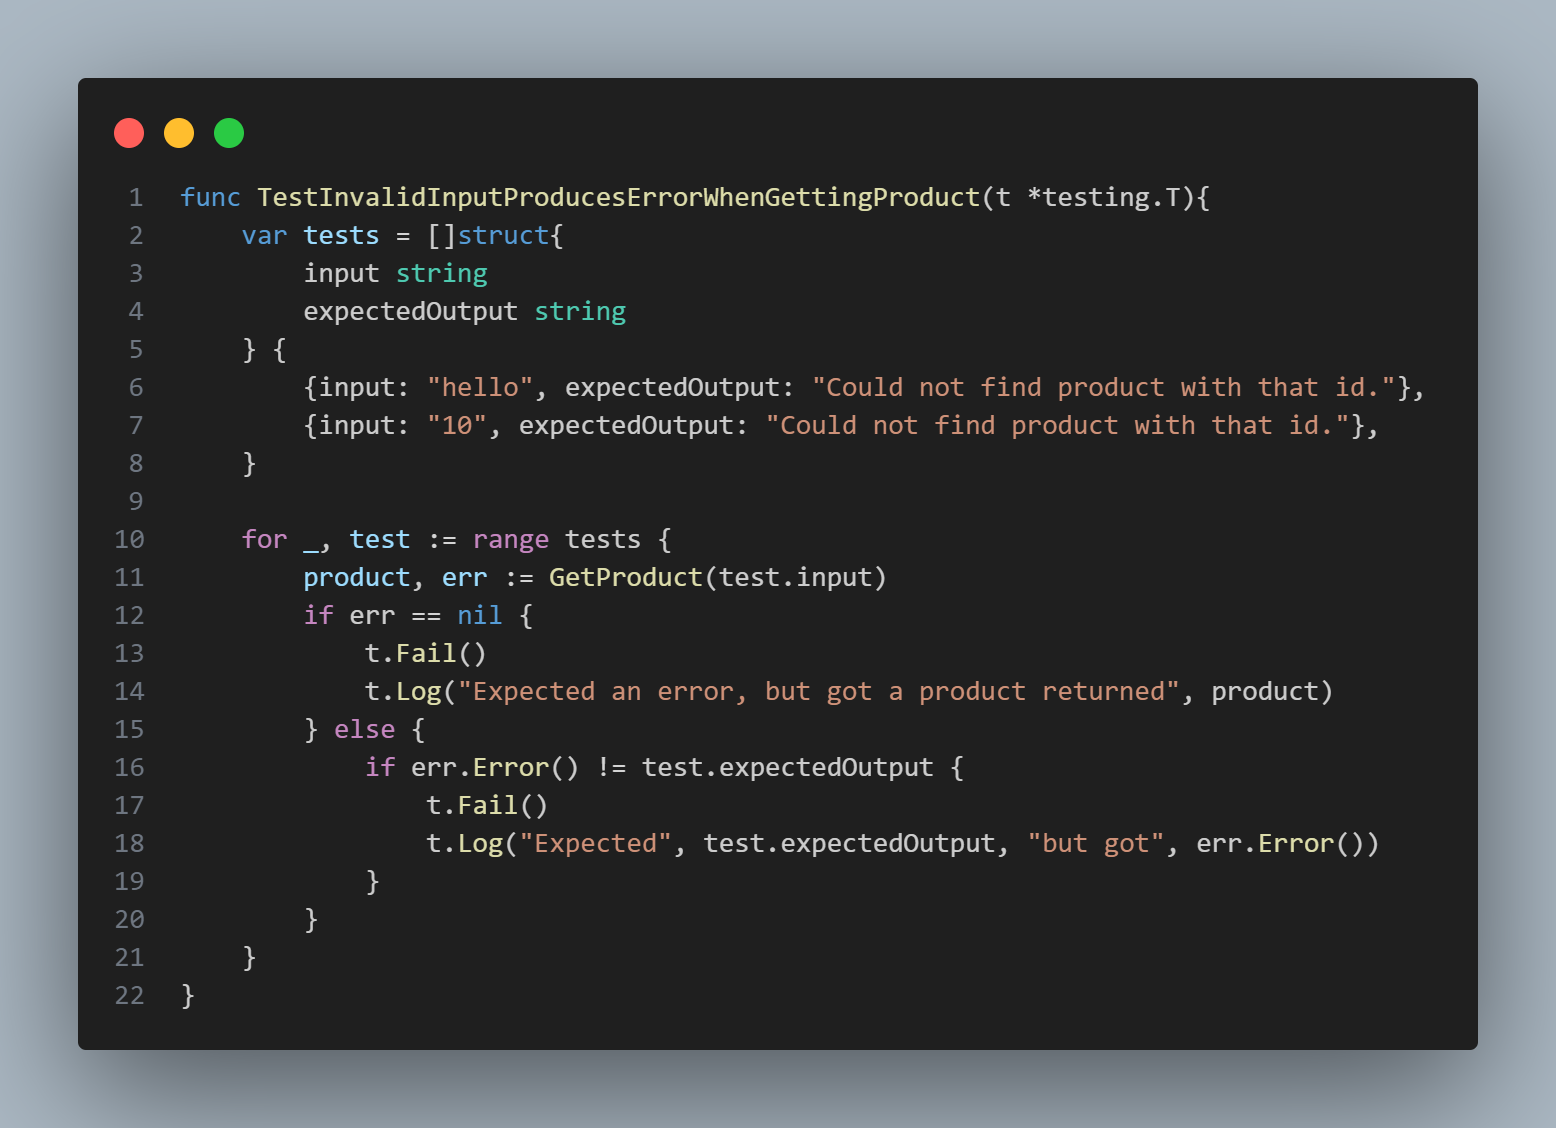 1 func TestInvalidInputProducesErrorWhenGettingProduct(t *testing.T){
2     var tests = []struct{
3         input string
4         expectedOutput string
5     } {
6         {input: "hello", expectedOutput: "Could not find product with that id."},
7         {input: "10", expectedOutput: "Could not find product with that id."},
8     }
9
10     for _, test := range tests {
11         product, err := GetProduct(test.input)
12         if err == nil {
13             t.Fail()
14             t.Log("Expected an error, but got a product returned", product)
15         } else {
16             if err.Error() != test.expectedOutput {
17                 t.Fail()
18                 t.Log("Expected", test.expectedOutput, "but got", err.Error())
19             }
20         }
21     }
22 }